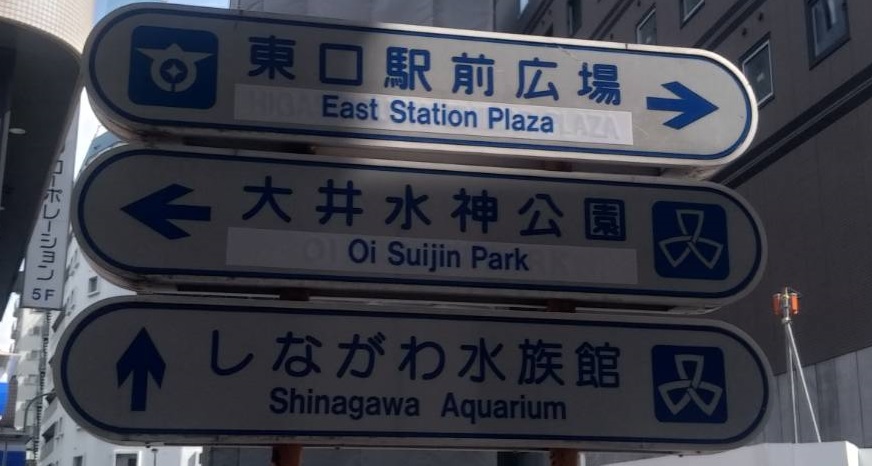 東口駅前広場
East Station Plaza
大井水神公園
Oi Suijin Park
しながわ水族館
Shinagawa Aquarium
ーポレーション
5F